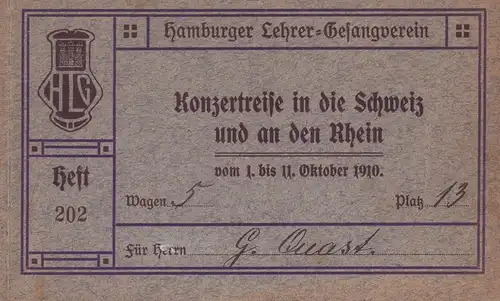 Hamburger Lehrer=Gesangverein
HLG
Konzertreise in die Schweiz
und an den Rhein
vom 1. bis 11. Oktober 1910.
Heft
202
Wagen 5 Platz 13
Für Herrn G. Quast.